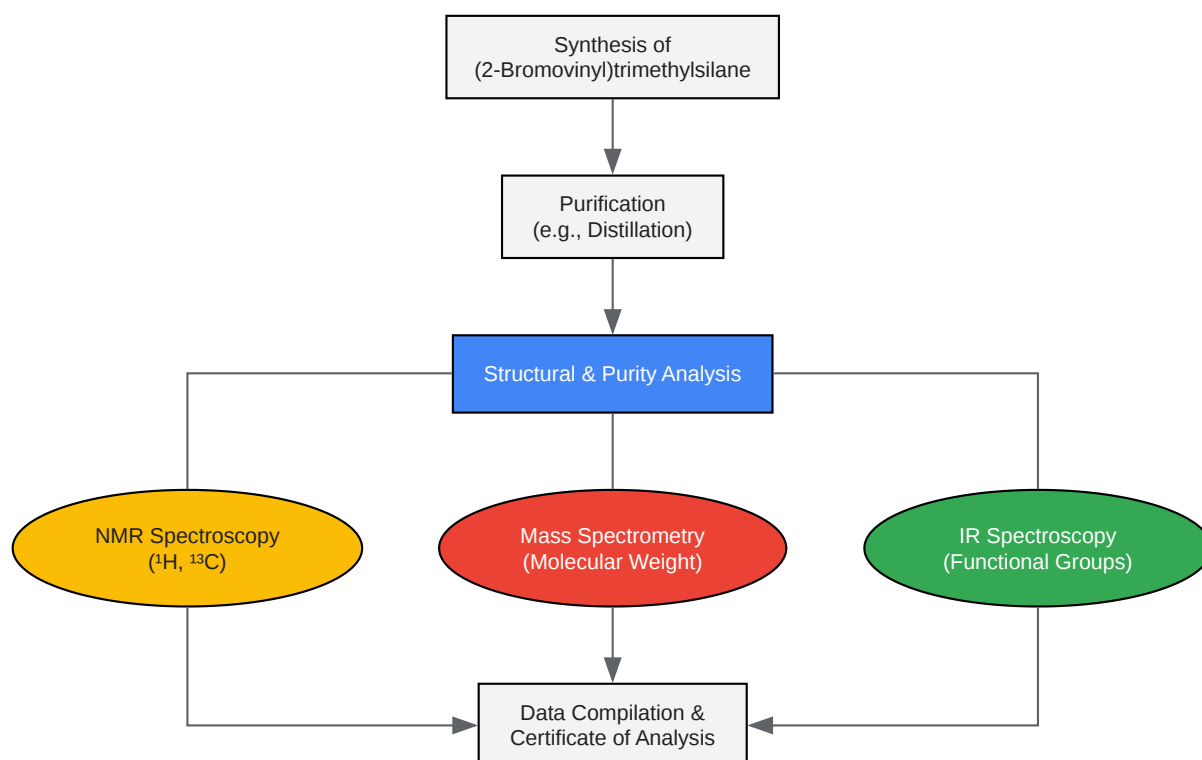 Synthesis of
(2-Bromovinyl)trimethylsilane
Purification
(e.g., Distillation)
Structural & Purity Analysis
NMR Spectroscopy
(¹H, ¹³C)
Mass Spectrometry
(Molecular Weight)
IR Spectroscopy
(Functional Groups)
Data Compilation &
Certificate of Analysis